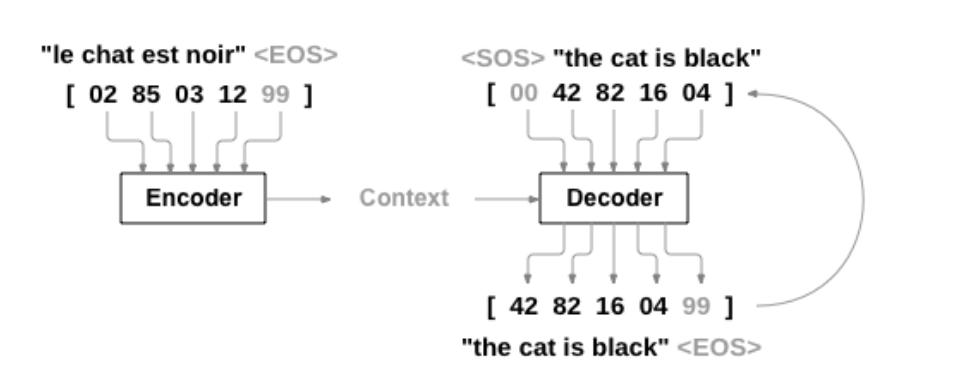 "le chat est noir" <EOS>
[ 02 85 03 12 99 ]
Encoder
Context
<SOS> "the cat is black"
[ 00 42 82 16 04 ]
Decoder
[ 42 82 16 04 99 ]
"the cat is black" <EOS>